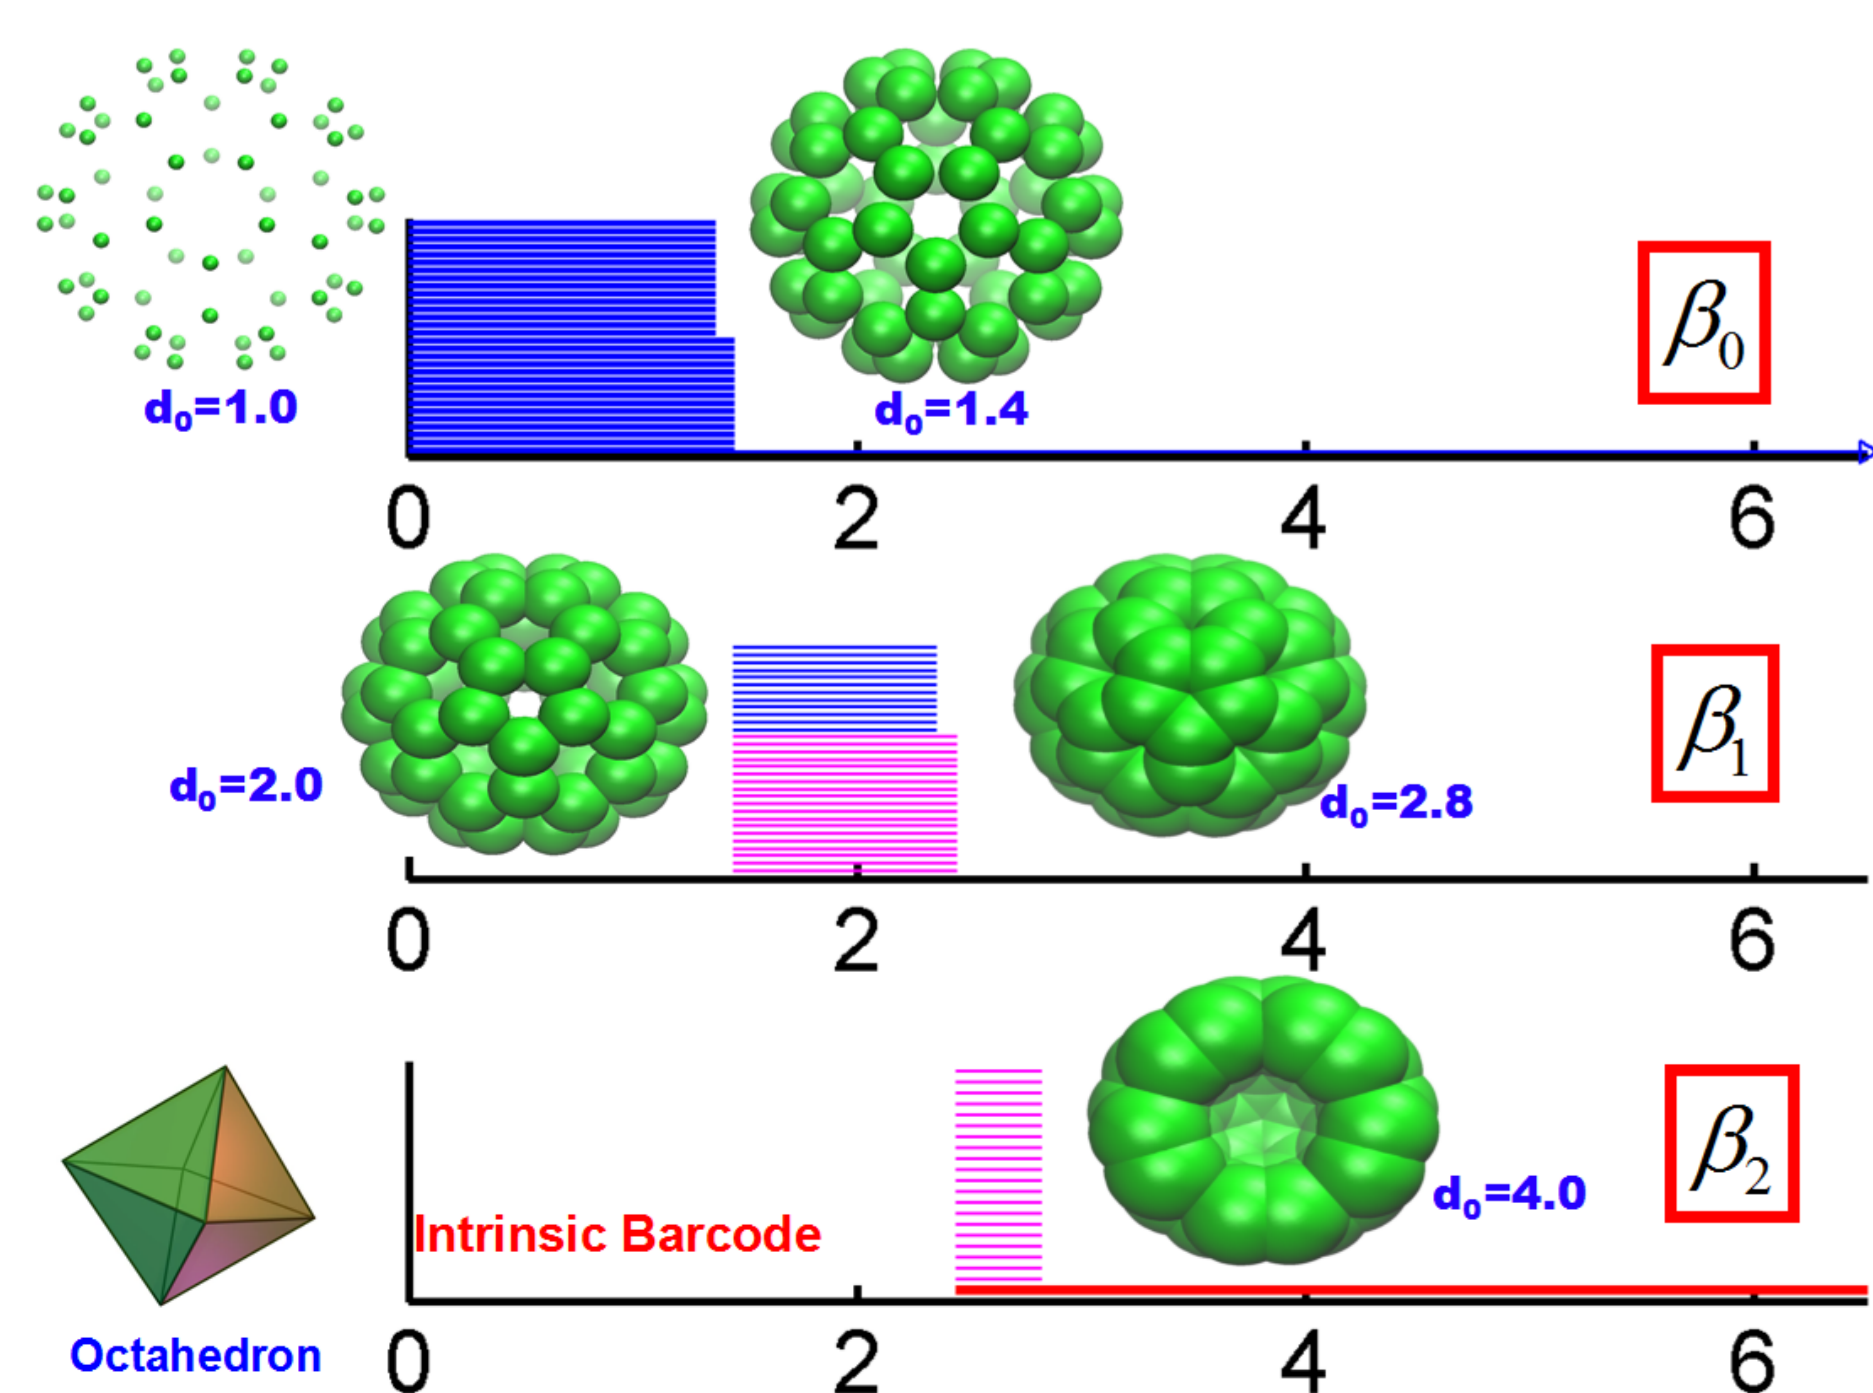 β₀
d₀=1.0
d₀=1.4
0 2 4 6
β₁
d₀=2.0
d₀=2.8
0 2 4 6
β₂
d₀=4.0
Intrinsic Barcode
Octahedron
0 2 4 6